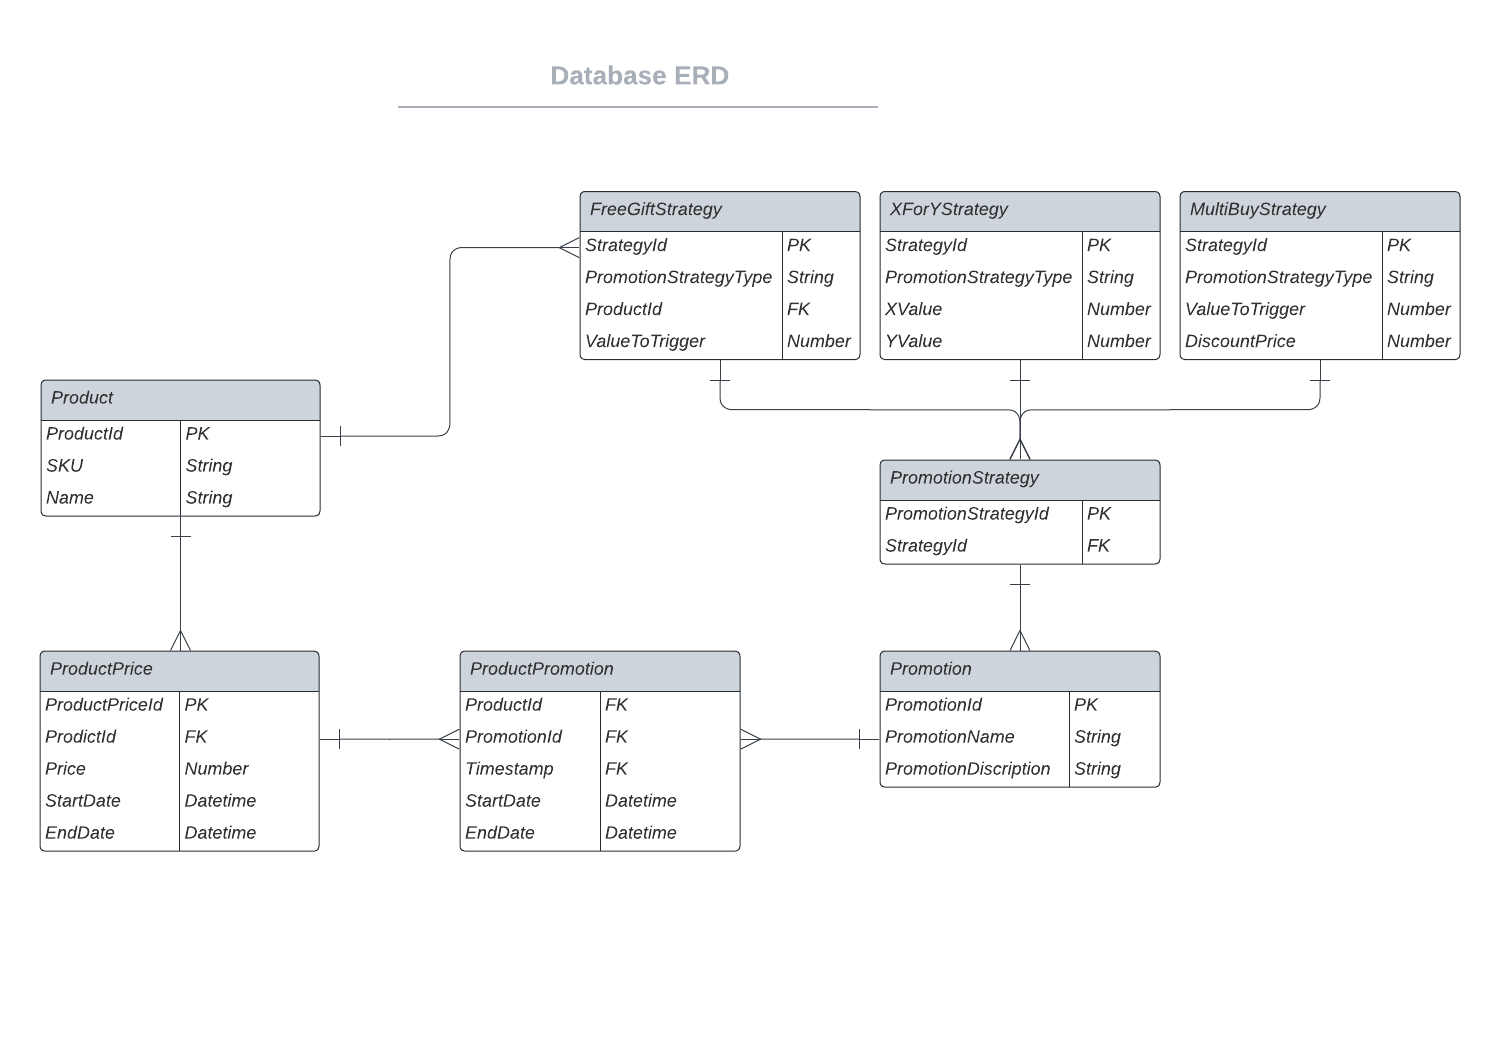 Database ERD
FreeGiftStrategy
StrategyId PK
PromotionStrategyType String
ProductId FK
ValueToTrigger Number
XForYStrategy
StrategyId PK
PromotionStrategyType String
XValue Number
YValue Number
MultiBuyStrategy
StrategyId PK
PromotionStrategyType String
ValueToTrigger Number
DiscountPrice Number
Product
ProductId PK
SKU String
Name String
PromotionStrategy
PromotionStrategyId PK
StrategyId FK
ProductPrice
ProductPriceId PK
ProdictId FK
Price Number
StartDate Datetime
EndDate Datetime
ProductPromotion
ProductId FK
PromotionId FK
Timestamp FK
StartDate Datetime
EndDate Datetime
Promotion
PromotionId PK
PromotionName String
PromotionDiscription String